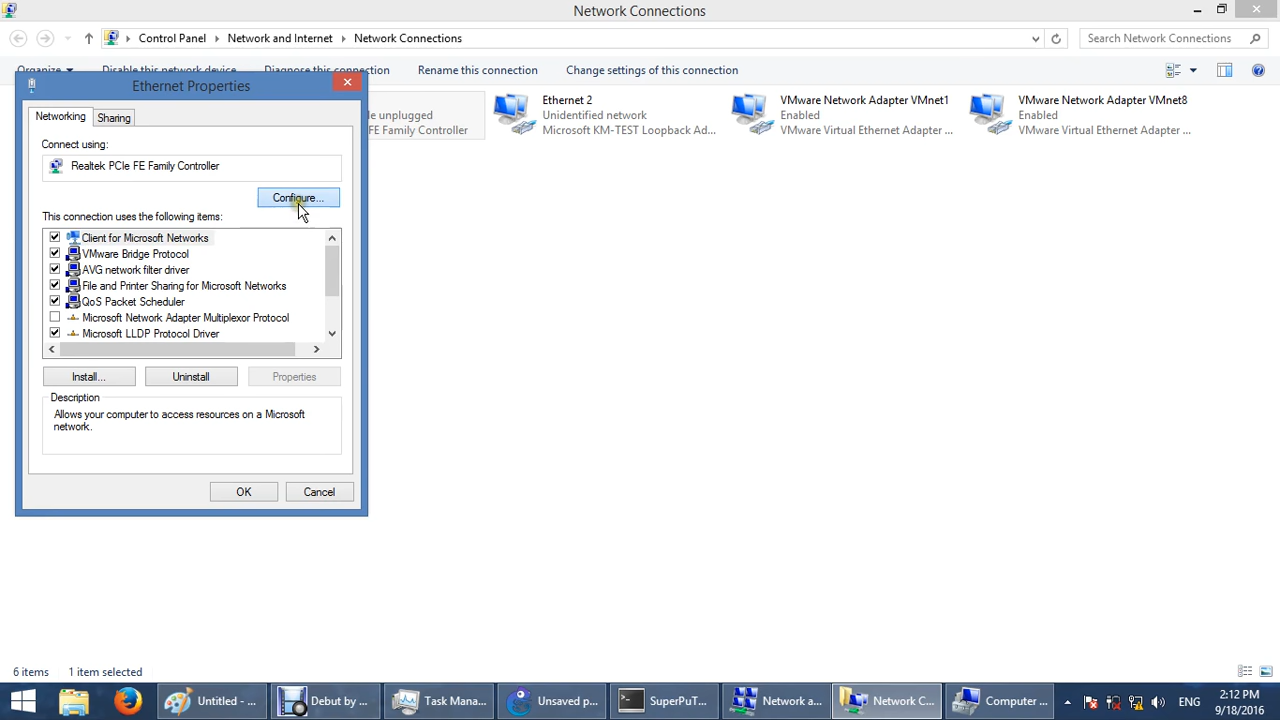 Network Connections
Control Panel Network and Internet Network Connections
Search Network Connections
Organize Disable this network device Diagnose this connection Rename this connection Change settings of this connection
Ethernet Properties
Networking Sharing
Connect using:
Realtek PCIe FE Family Controller
Configure...
This connection uses the following items:
Client for Microsoft Networks
VMware Bridge Protocol
AVG network filter driver
File and Printer Sharing for Microsoft Networks
QoS Packet Scheduler
Microsoft Network Adapter Multiplexor Protocol
Microsoft LLDP Protocol Driver
Install... Uninstall Properties
Description
Allows your computer to access resources on a Microsoft
network.
OK Cancel
unplugged
FE Family Controller
Ethernet 2
Unidentified network
Microsoft KM-TEST Loopback Ad...
VMware Network Adapter VMnet1
Enabled
VMware Virtual Ethernet Adapter ...
VMware Network Adapter VMnet8
Enabled
VMware Virtual Ethernet Adapter ...
6 items 1 item selected
Untitled - ... Debut by ... Task Mana... Unsaved p... SuperPuT... Network a... Network C... Computer ... ENG
2:12 PM
9/18/2016